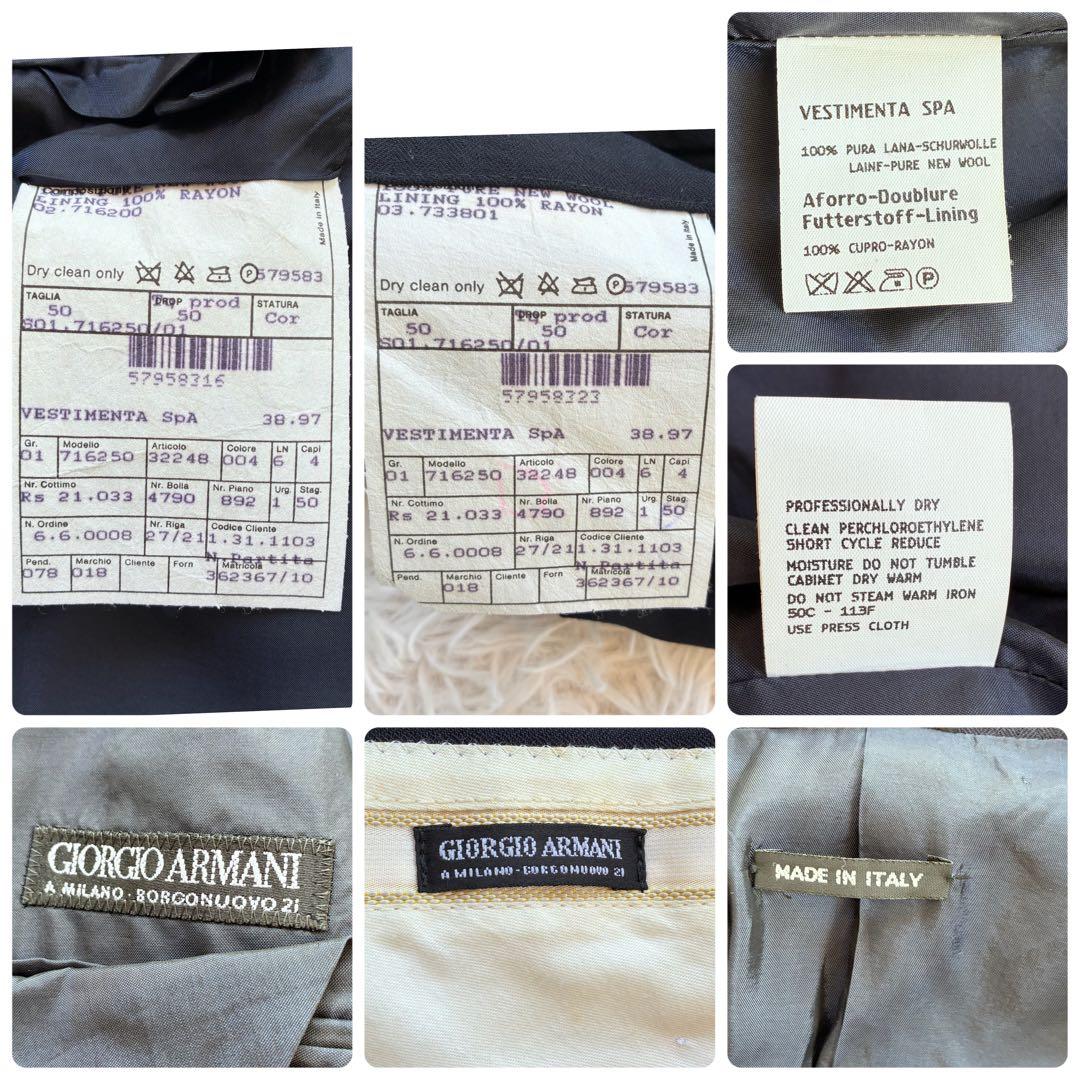 PURE NEW WOOL
LINING 100% RAYON
02.716200
Made in Italy
Dry clean only
P
579583
TAGLIA
DROP
Tg prod
STATURA
50
50
Cor
S01.716250/01
57958316
VESTIMENTA SpA 38.97
Gr. Modello Articolo Colore LN Capi
01 716250 32248 004 6 4
Nr. Cottimo Nr. Bolla Nr. Piano Urg. Stag.
Rs 21.033 4790 892 1 50
N. Ordine Nr. Riga Codice Cliente
6.6.0008 27/211.31.1103
N.Partita
Pend. Marchio Cliente Forn Matricola
078 018 362367/10
PURE NEW WOOL
LINING 100% RAYON
03.733801
Made in Italy
Dry clean only
P
579583
TAGLIA
DROP
Tg prod
STATURA
50
50
Cor
S01.716250/01
57958323
VESTIMENTA SpA 38.97
Gr. Modello Articolo Colore LN Capi
01 716250 32248 004 6 4
Nr. Cottimo Nr. Bolla Nr. Piano Urg. Stag.
Rs 21.033 4790 892 1 50
N. Ordine Nr. Riga Codice Cliente
6.6.0008 27/211.31.1103
N.Partita
Pend. Marchio Cliente Forn Matricola
018 362367/10
VESTIMENTA SPA
100% PURA LANA-SCHURWOLLE
LAINE-PURE NEW WOOL
Aforro-Doublure
Futterstoff-Lining
100% CUPRO-RAYON
P
PROFESSIONALLY DRY
CLEAN PERCHLOROETHYLENE
SHORT CYCLE REDUCE
MOISTURE DO NOT TUMBLE
CABINET DRY WARM
DO NOT STEAM WARM IRON
50C - 113F
USE PRESS CLOTH
GIORGIO ARMANI
A MILANO · BORGONUOVO 21
GIORGIO ARMANI
A MILANO · BORGONUOVO 21
MADE IN ITALY